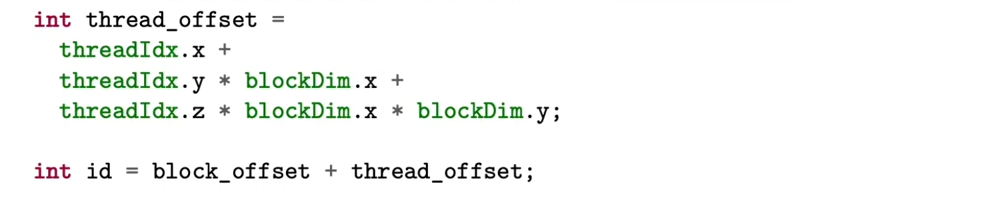 int thread_offset =
threadIdx.x +
threadIdx.y * blockDim.x +
threadIdx.z * blockDim.x * blockDim.y;
int id = block_offset + thread_offset;